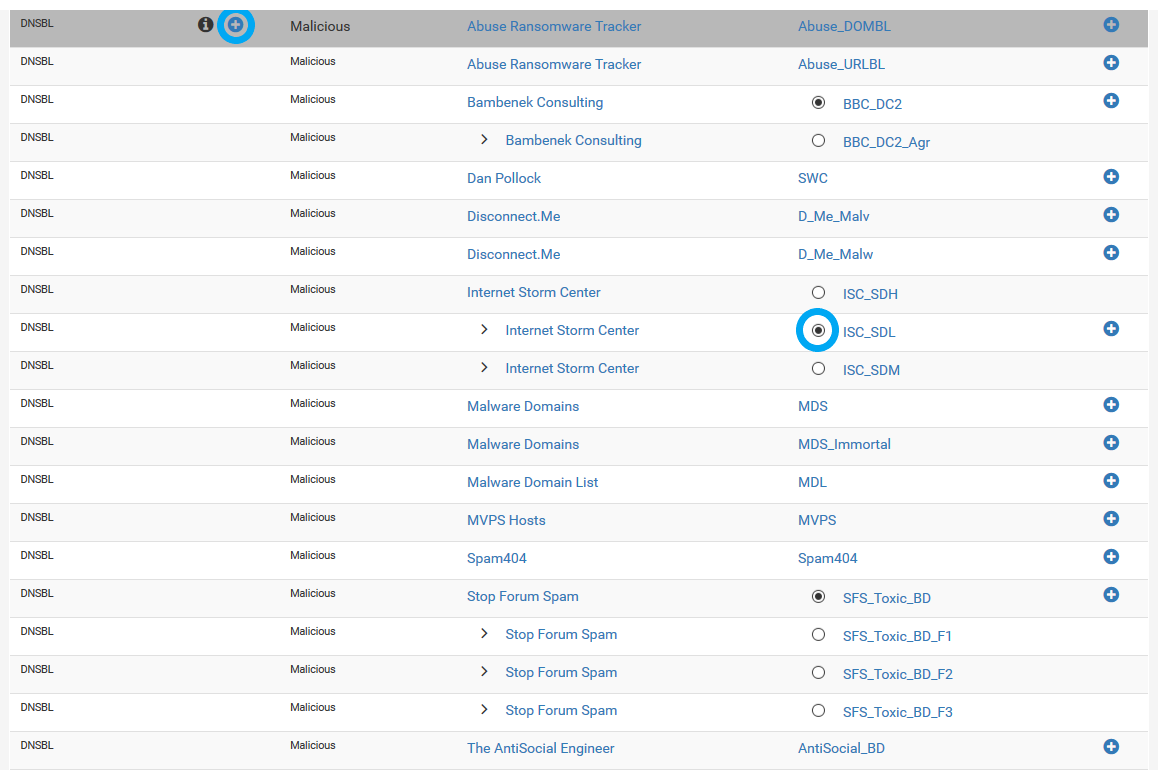 DNSBL Malicious Abuse Ransomware Tracker Abuse_DOMBL
DNSBL Malicious Abuse Ransomware Tracker Abuse_URLBL
DNSBL Malicious Bambenek Consulting BBC_DC2
DNSBL Malicious Bambenek Consulting BBC_DC2_Agr
DNSBL Malicious Dan Pollock SWC
DNSBL Malicious Disconnect.Me D_Me_Malv
DNSBL Malicious Disconnect.Me D_Me_Malw
DNSBL Malicious Internet Storm Center ISC_SDH
DNSBL Malicious Internet Storm Center ISC_SDL
DNSBL Malicious Internet Storm Center ISC_SDM
DNSBL Malicious Malware Domains MDS
DNSBL Malicious Malware Domains MDS_Immortal
DNSBL Malicious Malware Domain List MDL
DNSBL Malicious MVPS Hosts MVPS
DNSBL Malicious Spam404 Spam404
DNSBL Malicious Stop Forum Spam SFS_Toxic_BD
DNSBL Malicious Stop Forum Spam SFS_Toxic_BD_F1
DNSBL Malicious Stop Forum Spam SFS_Toxic_BD_F2
DNSBL Malicious Stop Forum Spam SFS_Toxic_BD_F3
DNSBL Malicious The AntiSocial Engineer AntiSocial_BD